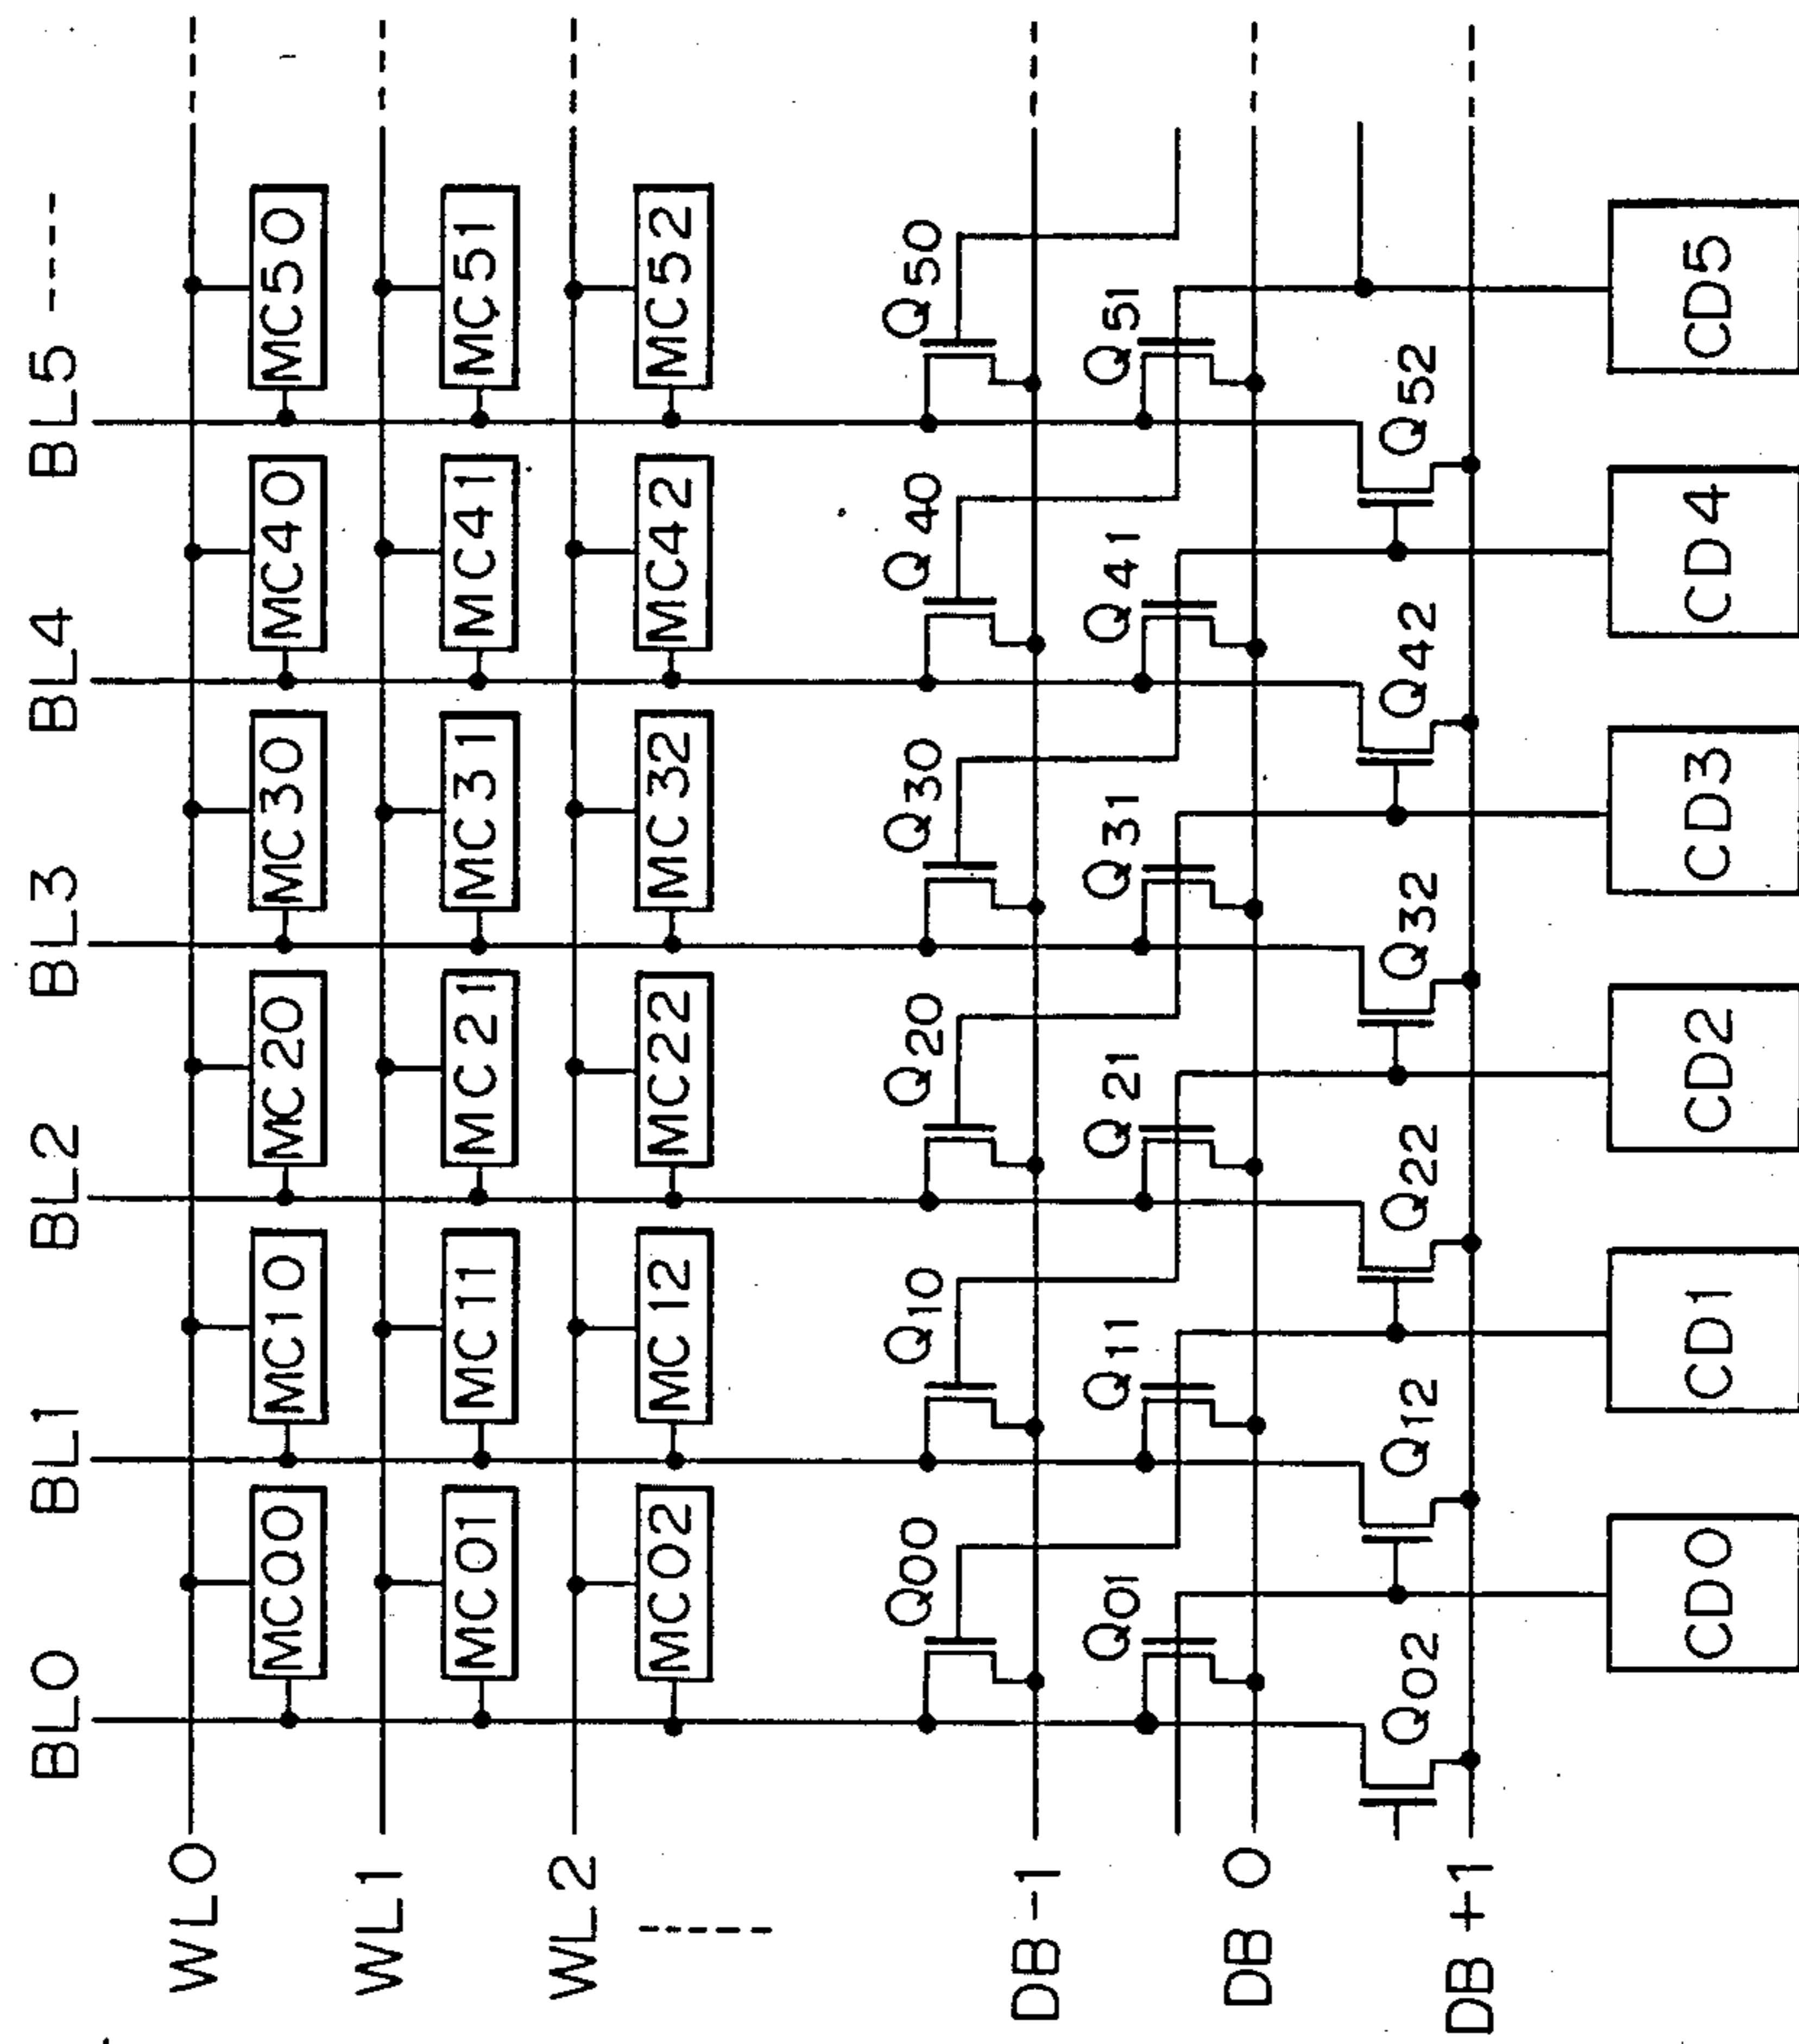 BL0 BL1 BL2 BL3 BL4 BL5 -----
WL0
MC00 MC10 MC20 MC30 MC40 MC50
WL1
MC01 MC11 MC21 MC31 MC41 MC51
WL2
MC02 MC12 MC22 MC32 MC42 MC52
------
Q00 Q10 Q20 Q30 Q40 Q50
DB-1
Q01 Q11 Q21 Q31 Q41 Q51
DB 0
Q02 Q12 Q22 Q32 Q42 Q52
DB+1
CD0 CD1 CD2 CD3 CD4 CD5